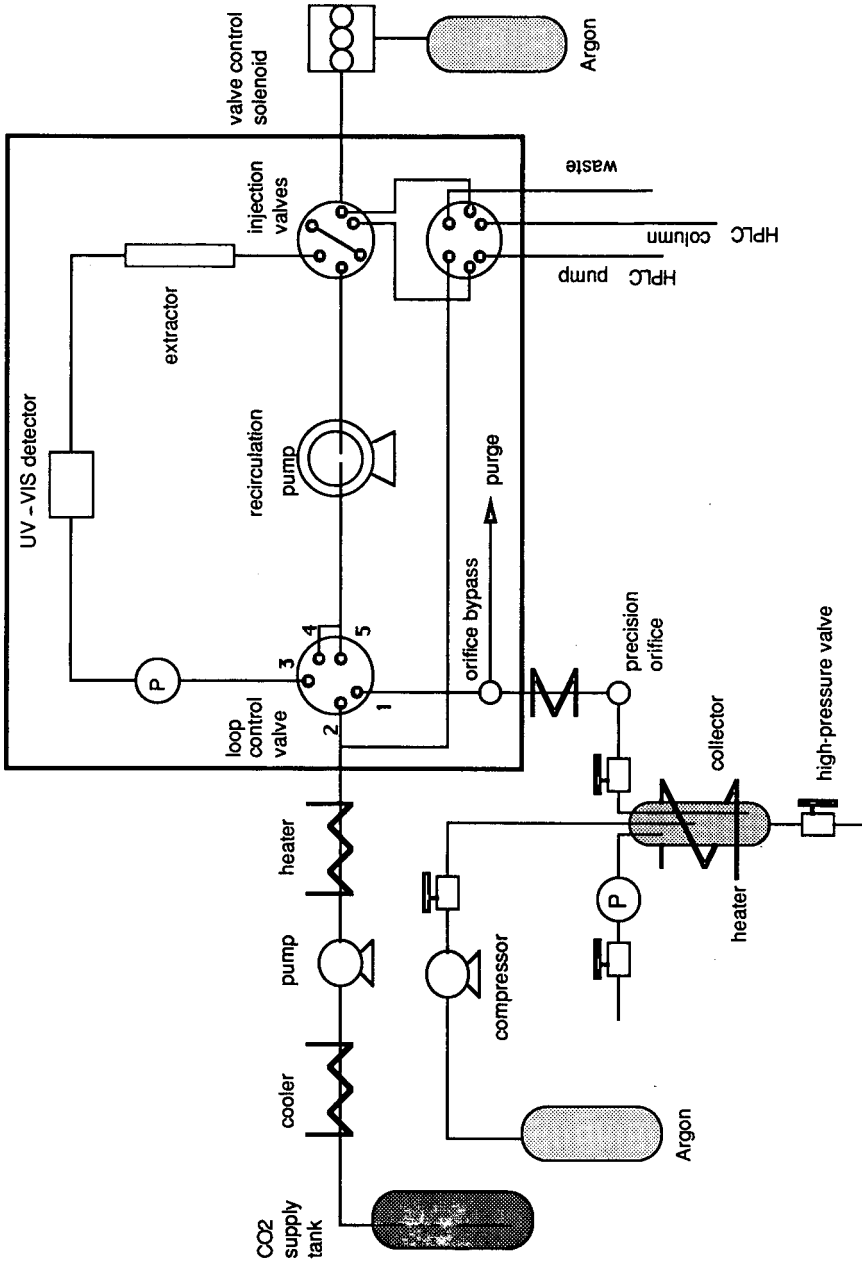 CO2
supply
tank
cooler
pump
heater
loop
control
valve
1
2
3
4
5
P
UV - VIS detector
recirculation
pump
extractor
injection
valves
valve control
solenoid
Argon
waste
HPLC
column
HPLC
pump
orifice bypass
purge
precision
orifice
collector
high-pressure valve
heater
P
compressor
Argon